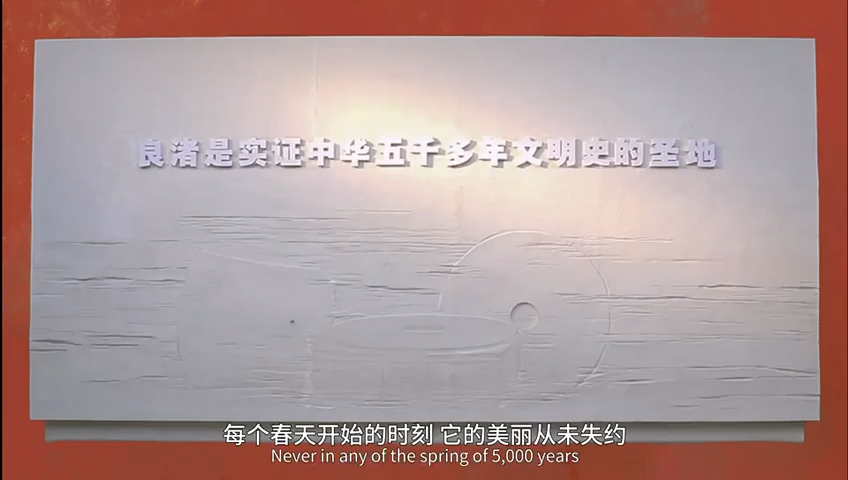 良渚是实证中华五千多年文明史的圣地
每个春天开始的时刻 它的美丽从未失约
Never in any of the spring of 5,000 years